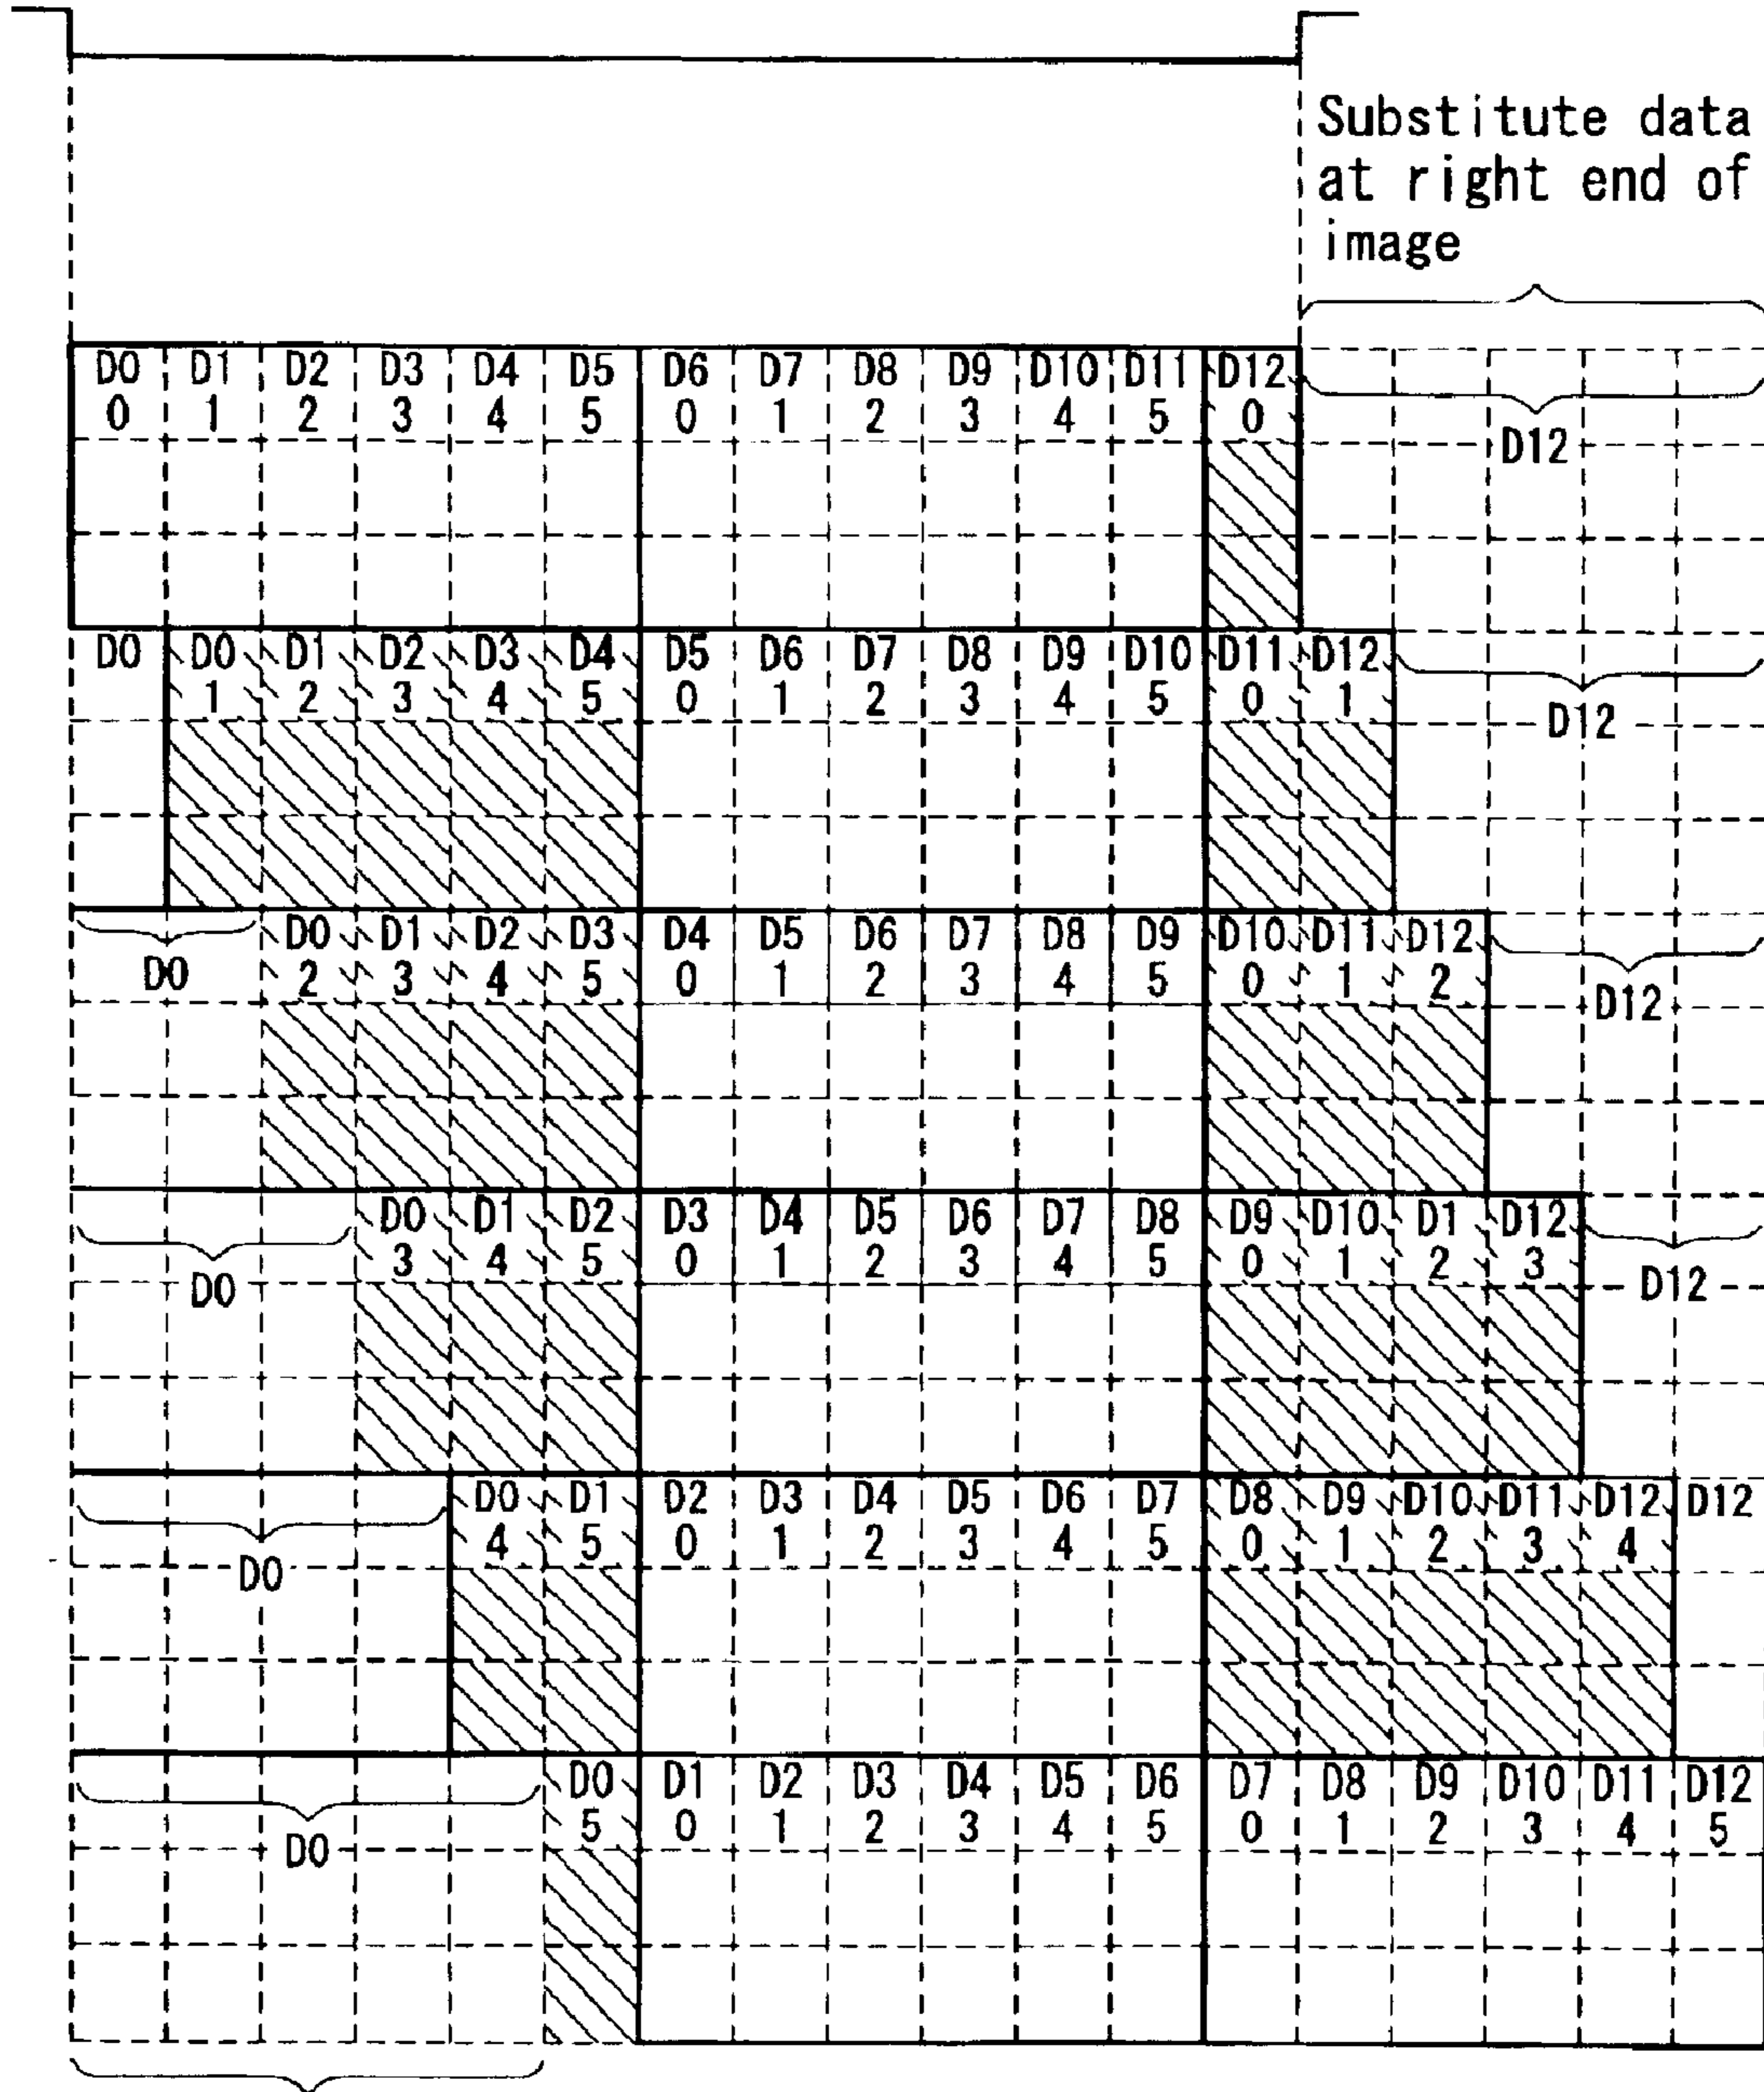 Substitute data
at right end of
image
D0 D1 D2 D3 D4 D5 D6 D7 D8 D9 D10 D11 D12
0 1 2 3 4 5 0 1 2 3 4 5 0
D12
D0 D0 D1 D2 D3 D4 D5 D6 D7 D8 D9 D10 D11 D12
1 2 3 4 5 0 1 2 3 4 5 0 1
D12
D0 D1 D2 D3 D4 D5 D6 D7 D8 D9 D10 D11 D12
D0 2 3 4 5 0 1 2 3 4 5 0 1 2
D12
D0 D1 D2 D3 D4 D5 D6 D7 D8 D9 D10 D1 D12
3 4 5 0 1 2 3 4 5 0 1 2 3
D0 D12
D0 D1 D2 D3 D4 D5 D6 D7 D8 D9 D10 D11 D12 D12
4 5 0 1 2 3 4 5 0 1 2 3 4
D0
D0 D1 D2 D3 D4 D5 D6 D7 D8 D9 D10 D11 D12
5 0 1 2 3 4 5 0 1 2 3 4 5
D0